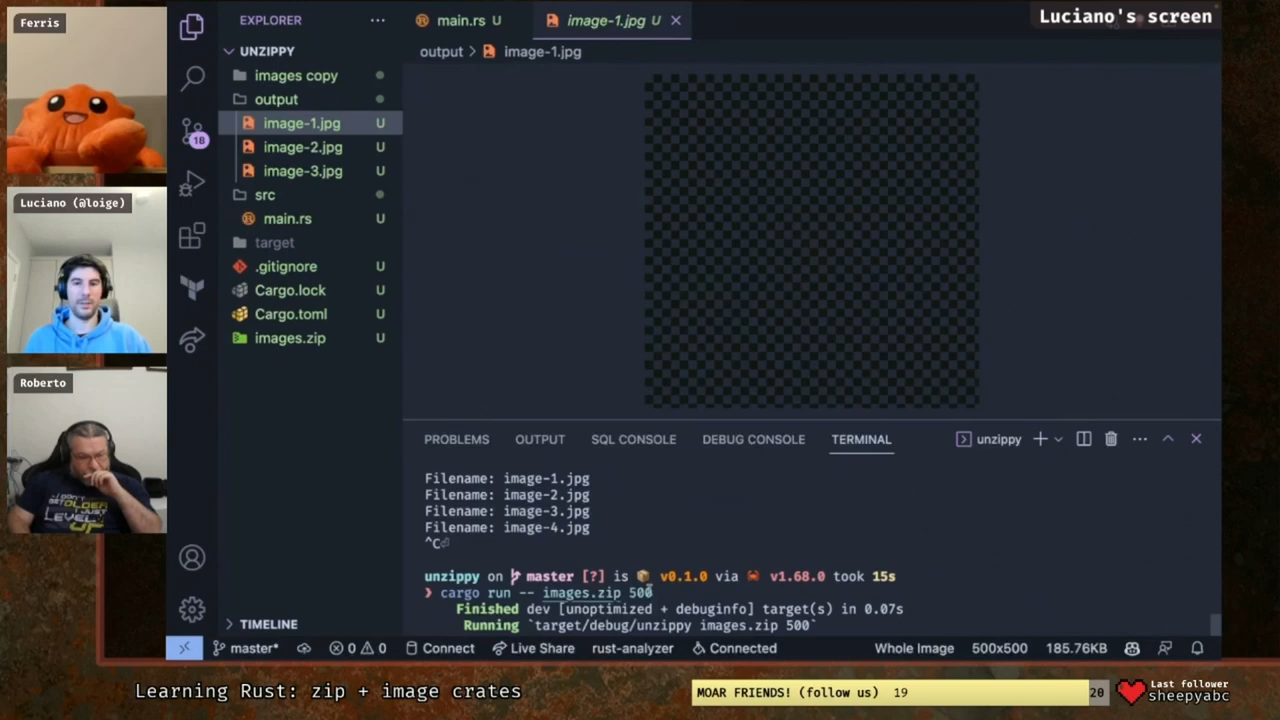 Ferris
Luciano (@loige)
Roberto
EXPLORER
UNZIPPY
images copy
output
image-1.jpg U
image-2.jpg U
image-3.jpg U
src
main.rs U
target
.gitignore U
Cargo.lock U
Cargo.toml U
images.zip U
TIMELINE
18
main.rs U
image-1.jpg U
Luciano's screen
output > image-1.jpg
PROBLEMS OUTPUT SQL CONSOLE DEBUG CONSOLE TERMINAL
unzippy
Filename: image-1.jpg
Filename: image-2.jpg
Filename: image-3.jpg
Filename: image-4.jpg
^C
unzippy on master [?] is v0.1.0 via v1.68.0 took 15s
❯ cargo run -- images.zip 500
Finished dev [unoptimized + debuginfo] target(s) in 0.07s
Running `target/debug/unzippy images.zip 500`
master* 0 0 Connect Live Share rust-analyzer Connected Whole Image 500x500 185.76KB
Learning Rust: zip + image crates
MOAR FRIENDS! (follow us) 19 20
Last follower
sheepyabc